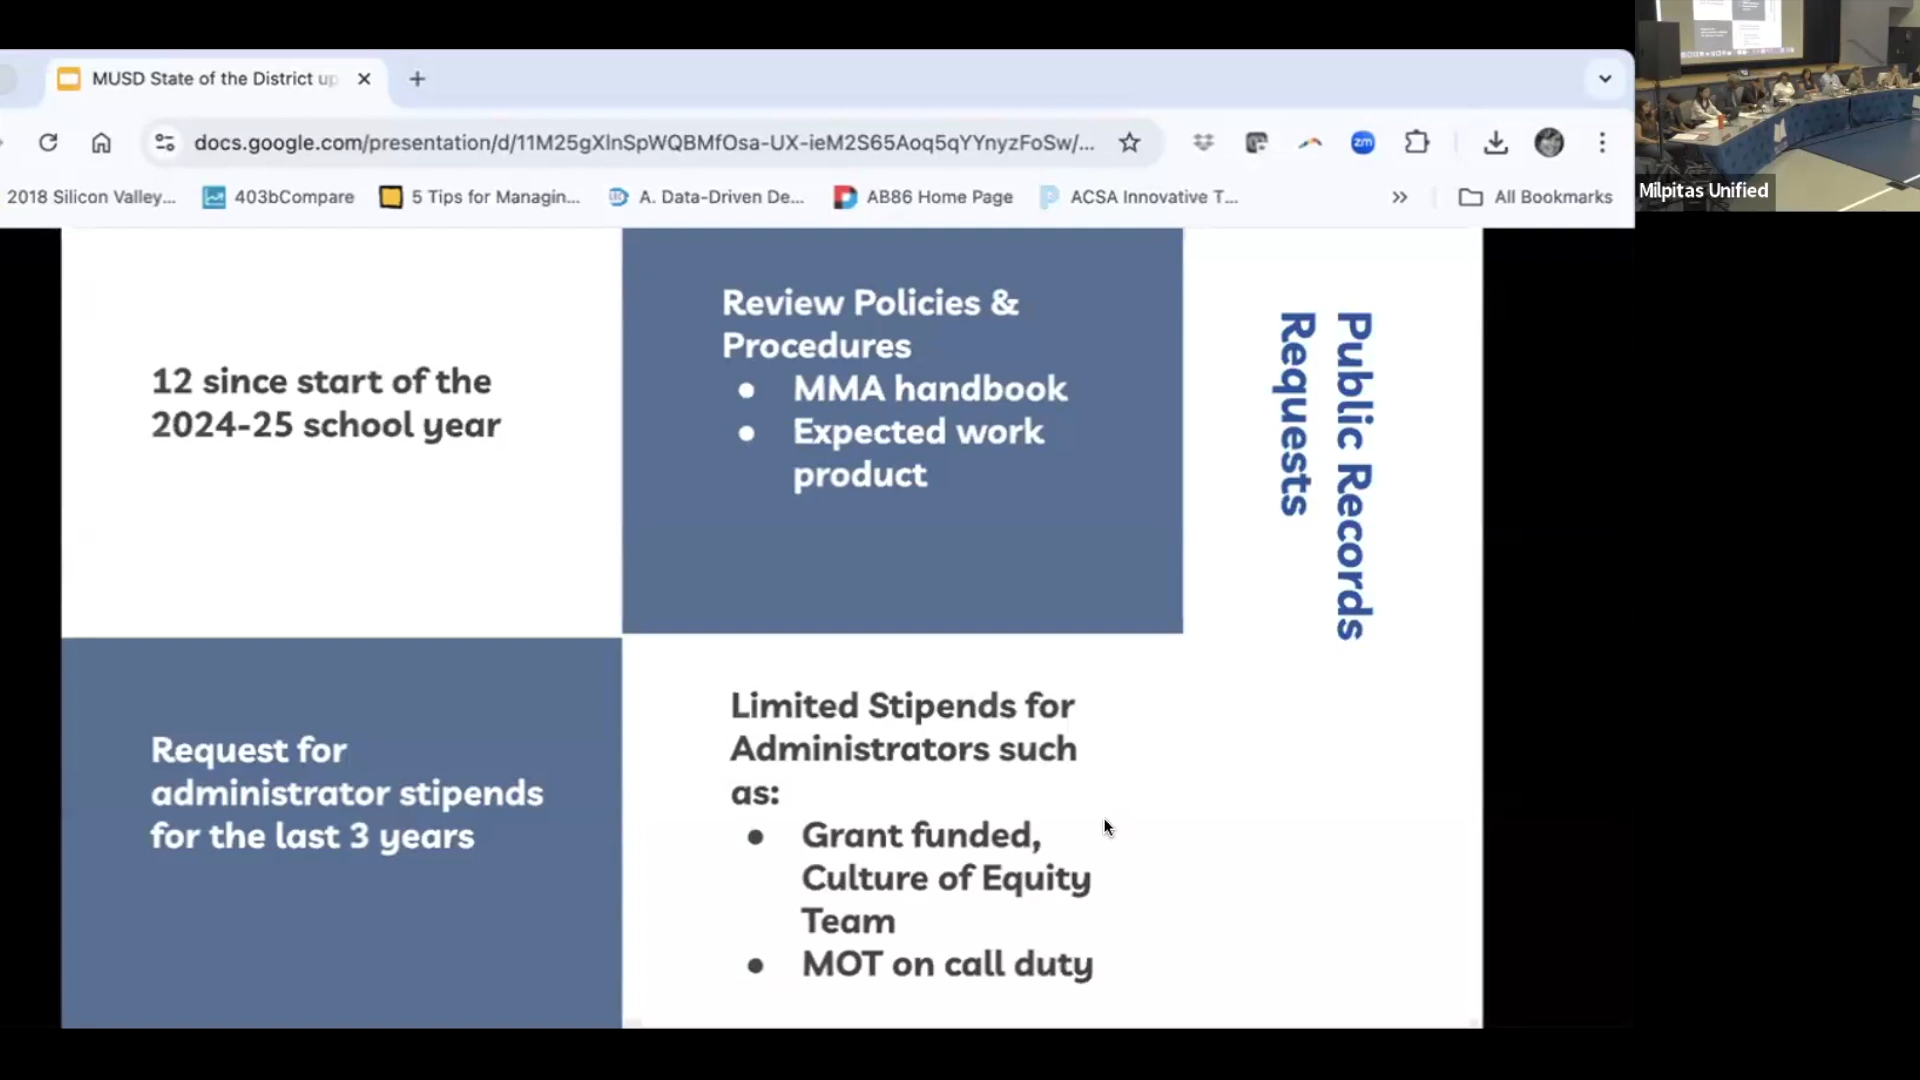 MUSD State of the District up
docs.google.com/presentation/d/11M25gXlnSpWQBMfOsa-UX-ieM2S65Aoq5qYYnyzFoSw/...
zm
2018 Silicon Valley...
403bCompare
5 Tips for Managin...
A. Data-Driven De...
AB86 Home Page
ACSA Innovative T...
All Bookmarks
Milpitas Unified
12 since start of the
2024-25 school year
Review Policies &
Procedures
● MMA handbook
● Expected work
product
Public Records
Requests
Request for
administrator stipends
for the last 3 years
Limited Stipends for
Administrators such
as:
● Grant funded,
Culture of Equity
Team
● MOT on call duty